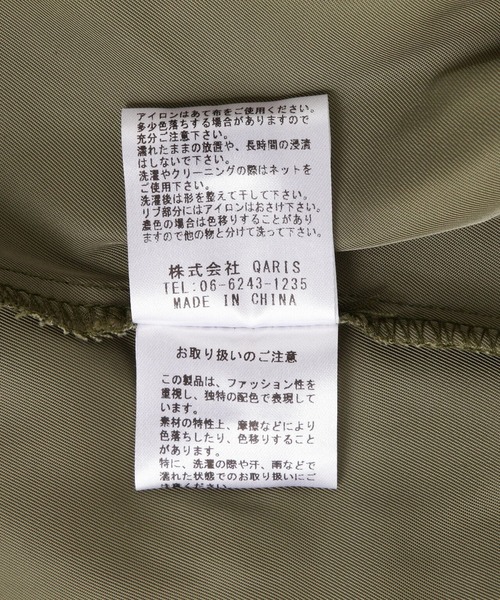 アイロンはあて布をご使用ください。
多少色落ちする場合がありますので
充分ご注意下さい。
濡れたままの放置や、長時間の浸漬
はしないで下さい。
洗濯やクリーニングの際はネットを
ご使用下さい。
洗濯後は形を整えて干して下さい。
リブ部分にはアイロンはおさけ下さい。
濃色の場合は色移りすることがあり
ますので他の物と分けて洗って下さい。
株式会社 QARIS
TEL:06-6243-1235
MADE IN CHINA
お取り扱いのご注意
この製品は、ファッション性を
重視し、独特の配色で表現して
います。
素材の特性上、摩擦などにより
色落ちしたり、色移りすること
があります。
特に、洗濯の際や汗、雨などで
濡れた状態でのお取り扱いにご
注意ください。